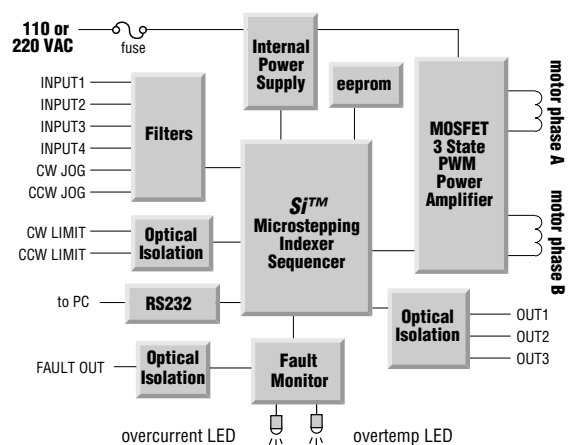 110 or
220 VAC
fuse
Internal
Power
Supply
eeprom
MOSFET
3 State
PWM
Power
Amplifier
motor phase A
motor phase B
INPUT1
INPUT2
INPUT3
INPUT4
CW JOG
CCW JOG
Filters
Si™
Microstepping
Indexer
Sequencer
CW LIMIT
CCW LIMIT
Optical
Isolation
to PC
RS232
Optical
Isolation
OUT1
OUT2
OUT3
FAULT OUT
Optical
Isolation
Fault
Monitor
overcurrent LED
overtemp LED